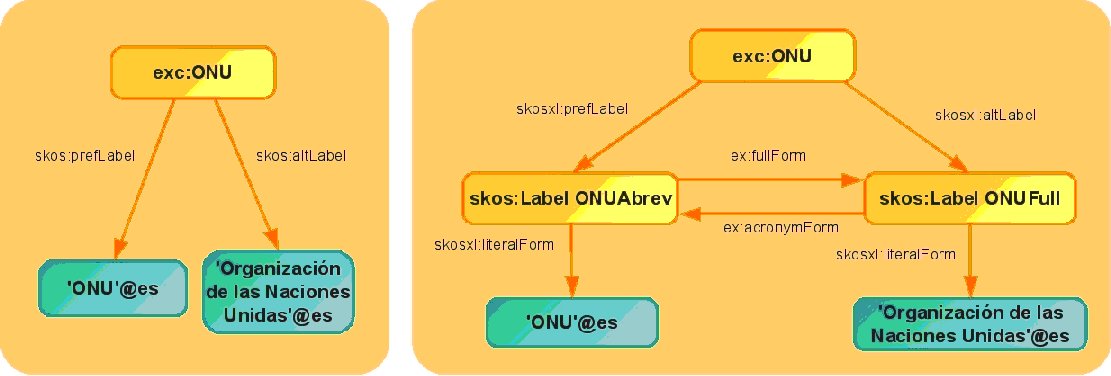 exc:ONU
skos:prefLabel
skos:altLabel
'ONU'@es
'Organización
de las Naciones
Unidas'@es
exc:ONU
skosxl:prefLabel
skosxl:altLabel
ex:fullForm
skos:Label ONUAbrev
skos:Label ONUFull
ex:acronymForm
skosxl:literalForm
skosxl:literalForm
'ONU'@es
'Organización de las
Naciones Unidas'@es